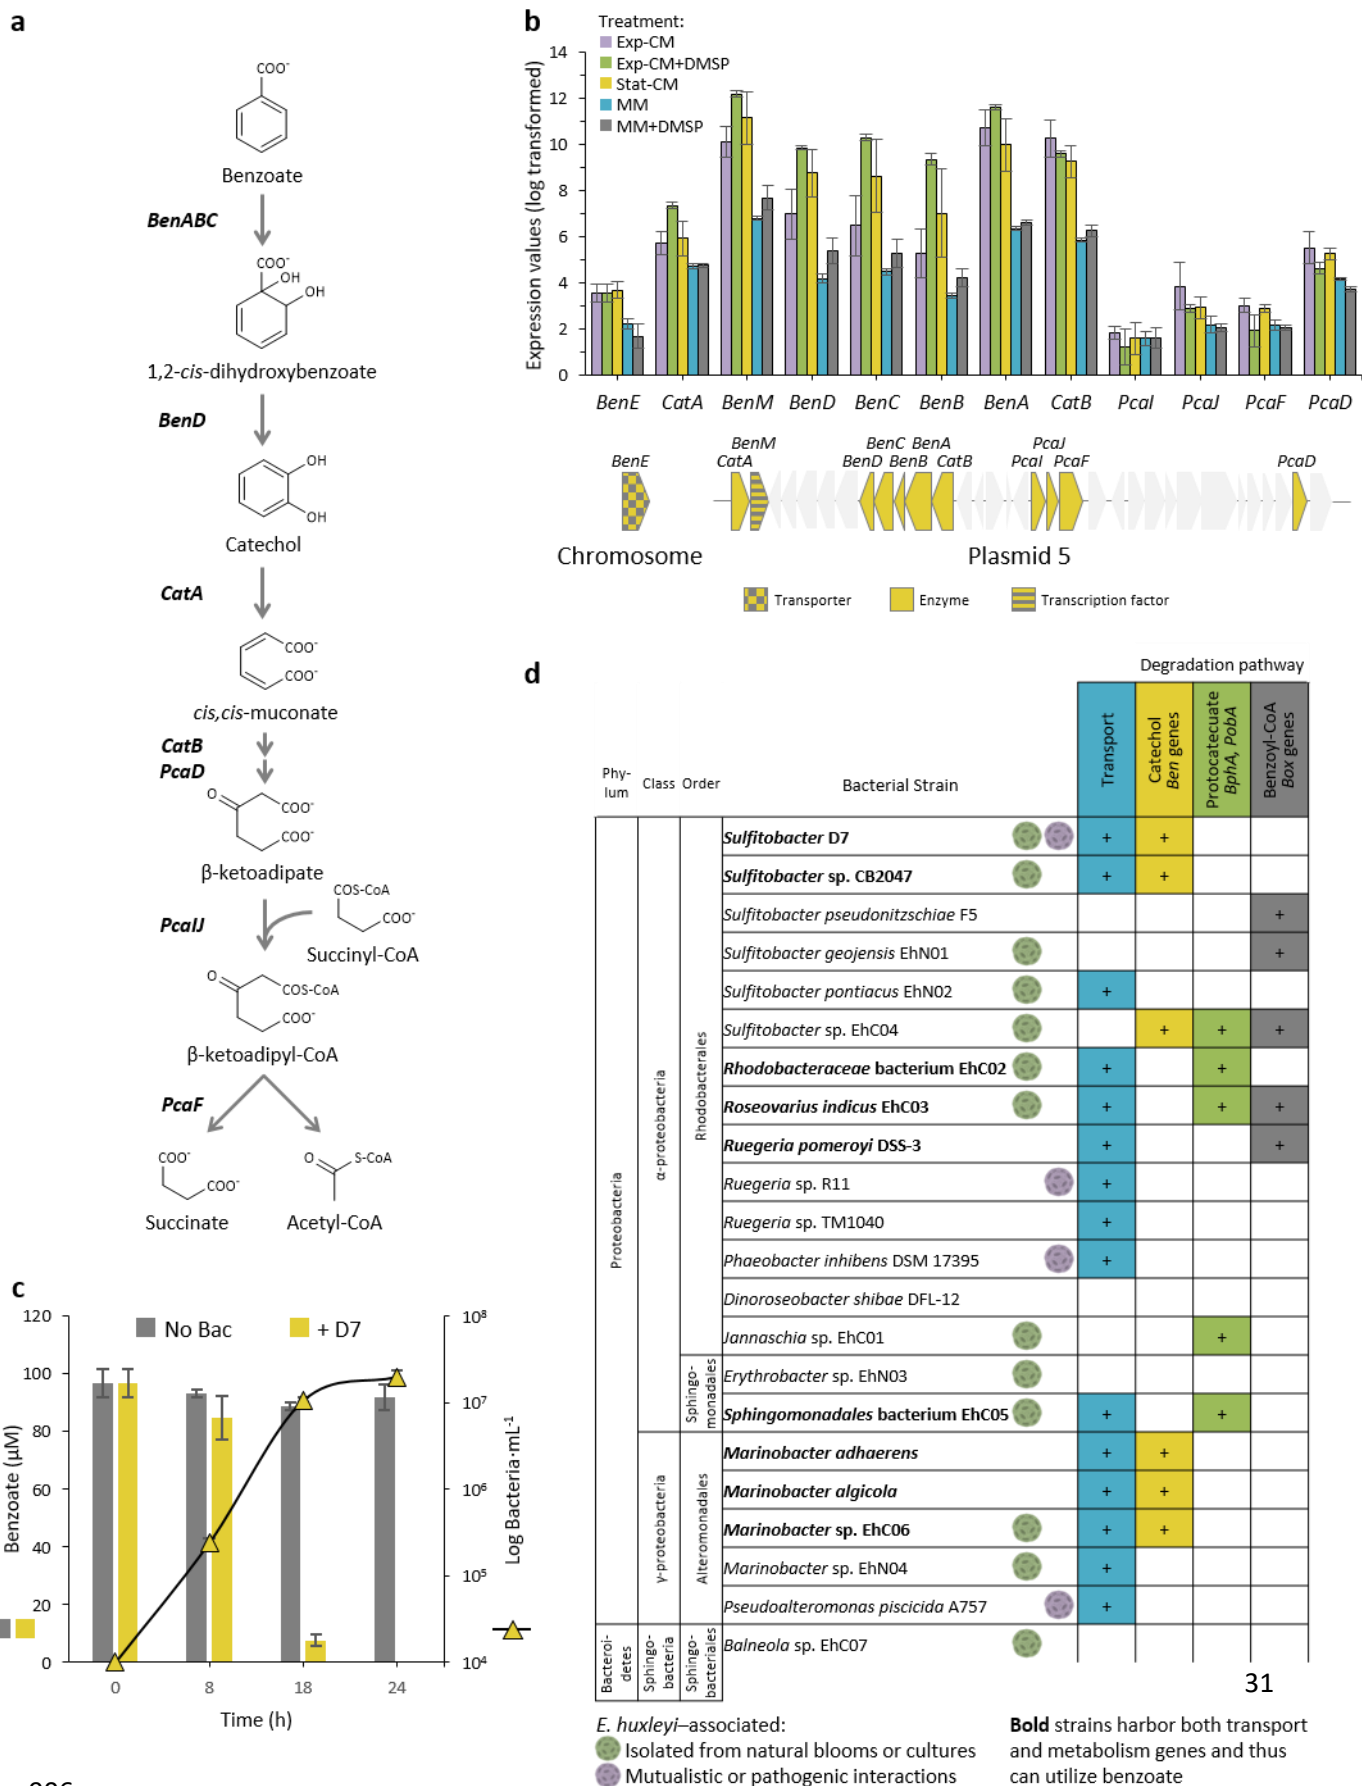 a
COO⁻
Benzoate
BenABC
COO⁻
OH
OH
1,2-cis-dihydroxybenzoate
BenD
OH
OH
Catechol
CatA
COO⁻
COO⁻
cis,cis-muconate
CatB
PcaD
O
COO⁻
COO⁻
β-ketoadipate
PcaIJ
COS-CoA
COO⁻
Succinyl-CoA
O
COS-CoA
COO⁻
β-ketoadipyl-CoA
PcaF
COO⁻
COO⁻
Succinate
O
S-CoA
Acetyl-CoA
b
Treatment:
Exp-CM
Exp-CM+DMSP
Stat-CM
MM
MM+DMSP
Expression values (log transformed)
14
12
10
8
6
4
2
0
BenE CatA BenM BenD BenC BenB BenA CatB PcaI PcaJ PcaF PcaD
BenM BenC BenA PcaJ
BenE CatA BenD BenB CatB PcaI PcaF PcaD
Chromosome Plasmid 5
Transporter Enzyme Transcription factor
c
No Bac + D7
Benzoate (µM)
120
100
80
60
40
20
0
Log Bacteria·mL⁻¹
10⁸
10⁷
10⁶
10⁵
10⁴
0 8 18 24
Time (h)
d
Degradation pathway
Phy-
lum
Class Order Bacterial Strain
Transport
Catechol
Ben genes
Protocatecuate
BphA, PobA
Benzoyl-CoA
Box genes
Proteobacteria
α-proteobacteria
Rhodobacterales
Sulfitobacter D7 + +
Sulfitobacter sp. CB2047 + +
Sulfitobacter pseudonitzschiae F5 +
Sulfitobacter geojensis EhN01 +
Sulfitobacter pontiacus EhN02 +
Sulfitobacter sp. EhC04 + + +
Rhodobacteraceae bacterium EhC02 + +
Roseovarius indicus EhC03 + + +
Ruegeria pomeroyi DSS-3 + +
Ruegeria sp. R11 +
Ruegeria sp. TM1040 +
Phaeobacter inhibens DSM 17395 +
Dinoroseobacter shibae DFL-12
Jannaschia sp. EhC01 +
Sphingo-
monadales
Erythrobacter sp. EhN03
Sphingomonadales bacterium EhC05 + +
γ-proteobacteria
Alteromonadales
Marinobacter adhaerens + +
Marinobacter algicola + +
Marinobacter sp. EhC06 + +
Marinobacter sp. EhN04 +
Pseudoalteromonas piscicida A757 +
Bacteroi-
detes
Sphingo-
bacteria
Sphingo-
bacteriales
Balneola sp. EhC07
31
E. huxleyi–associated:
Isolated from natural blooms or cultures
Mutualistic or pathogenic interactions
Bold strains harbor both transport
and metabolism genes and thus
can utilize benzoate